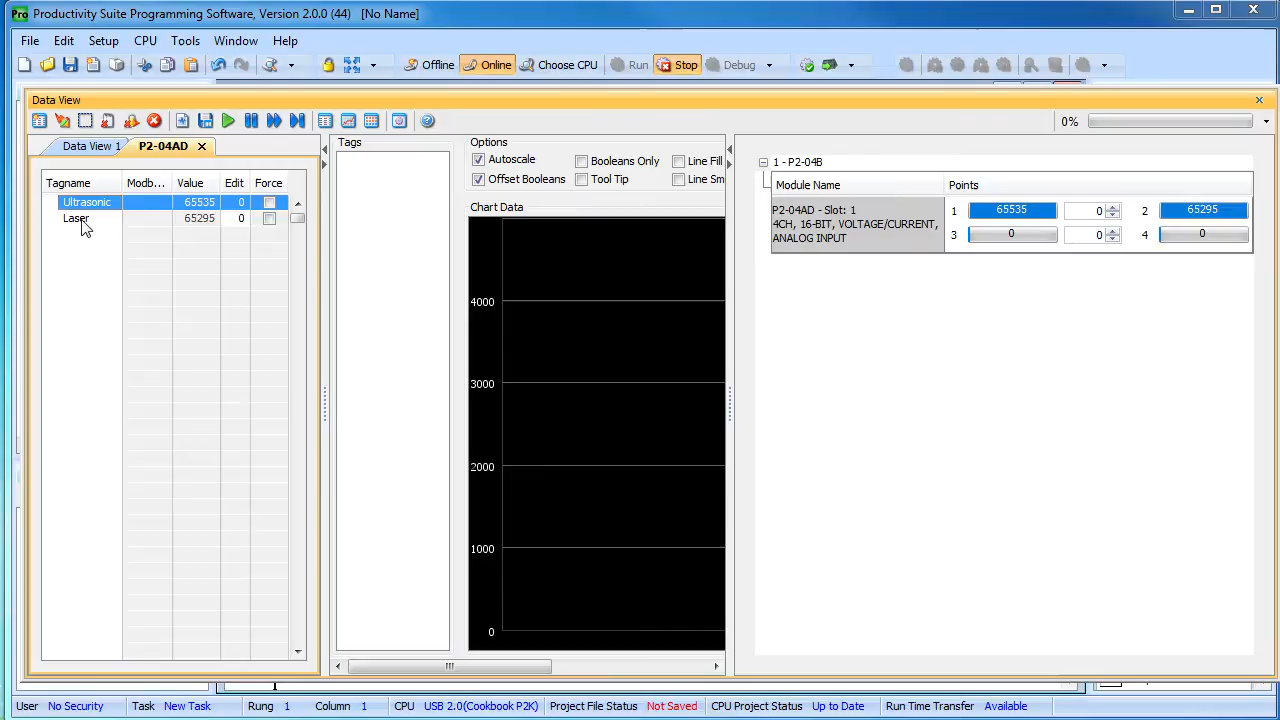 Pro Productivity Suite Programming Software, Version 2.0.0 (44) [No Name]
File Edit Setup CPU Tools Window Help
Offline Online Choose CPU Run Stop Debug
Data View
0%
Data View 1 P2-04AD
Tagname Modb... Value Edit Force
Ultrasonic 65535 0
Laser 65295 0
Tags
Options
Autoscale Booleans Only Line Fill
Offset Booleans Tool Tip Line Sm
Chart Data
4000
3000
2000
1000
0
1 - P2-04B
Module Name Points
P2-04AD - Slot: 1
4CH, 16-BIT, VOLTAGE/CURRENT,
ANALOG INPUT
1 65535 0 2 65295
3 0 0 4 0
User No Security Task New Task Rung 1 Column 1 CPU USB 2.0(Cookbook P2K) Project File Status Not Saved CPU Project Status Up to Date Run Time Transfer Available